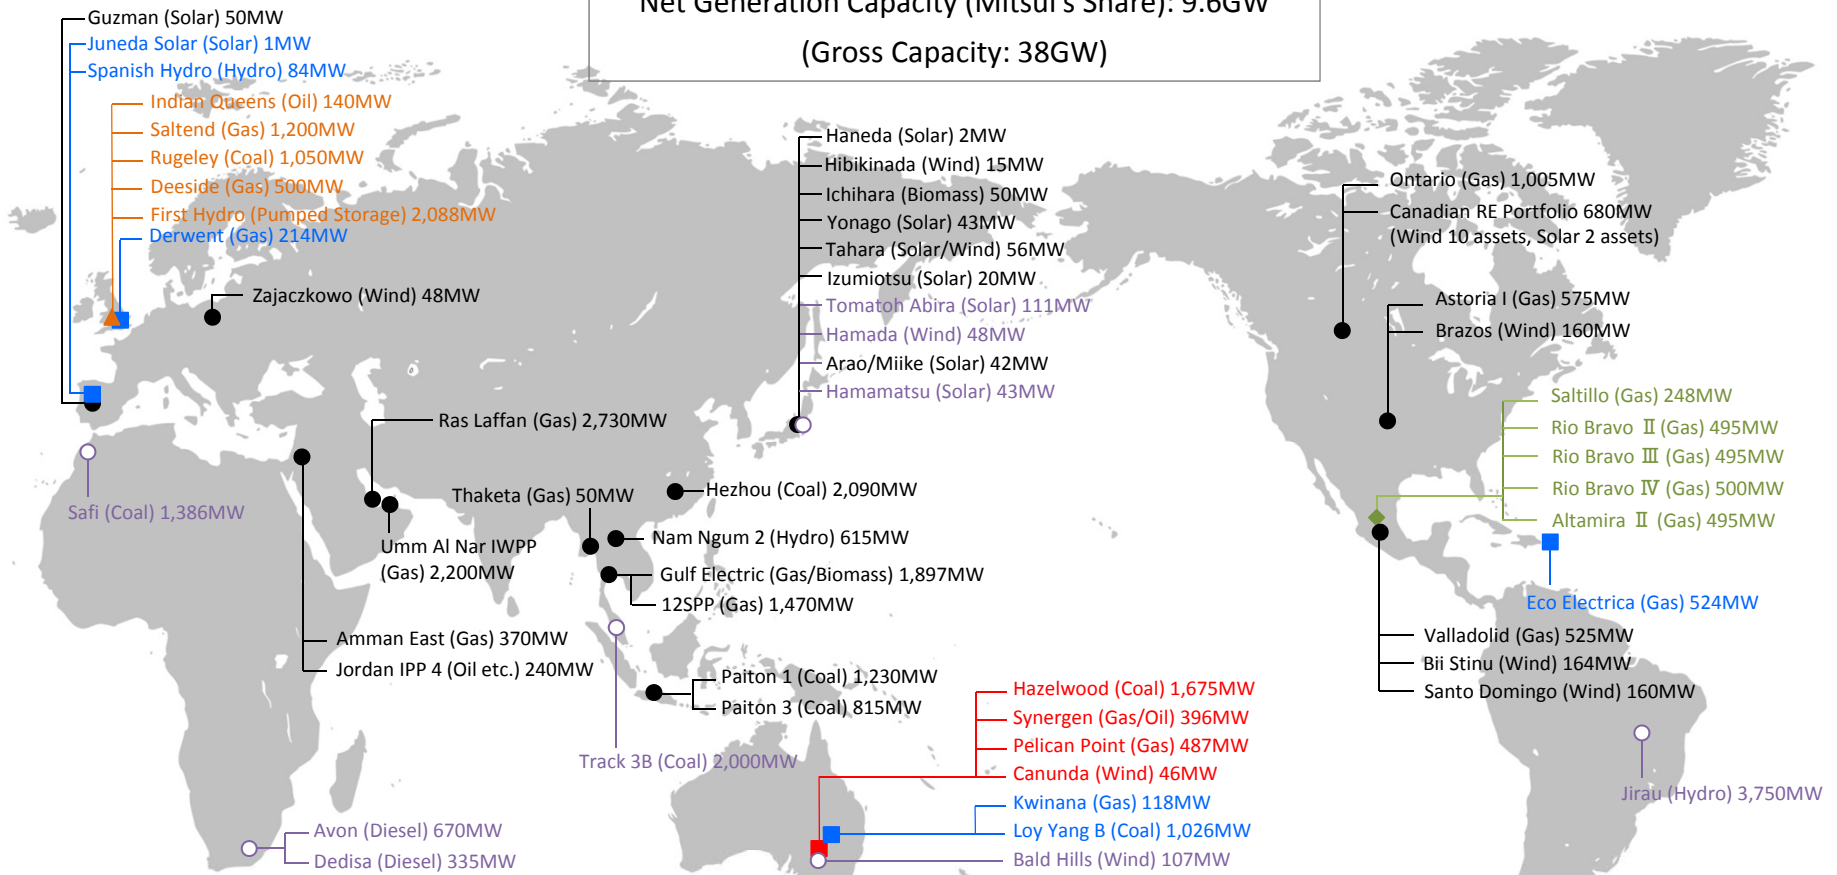 Net Generation Capacity (Mitsui's Share): 9.6GW
(Gross Capacity: 38GW)
Guzman (Solar) 50MW
Juneda Solar (Solar) 1MW
Spanish Hydro (Hydro) 84MW
Indian Queens (Oil) 140MW
Saltend (Gas) 1,200MW
Rugeley (Coal) 1,050MW
Deeside (Gas) 500MW
First Hydro (Pumped Storage) 2,088MW
Derwent (Gas) 214MW
Zajaczkowo (Wind) 48MW
Haneda (Solar) 2MW
Hibikinada (Wind) 15MW
Ichihara (Biomass) 50MW
Yonago (Solar) 43MW
Tahara (Solar/Wind) 56MW
Izumiotsu (Solar) 20MW
Tomatoh Abira (Solar) 111MW
Hamada (Wind) 48MW
Arao/Miike (Solar) 42MW
Hamamatsu (Solar) 43MW
Ontario (Gas) 1,005MW
Canadian RE Portfolio 680MW
(Wind 10 assets, Solar 2 assets)
Astoria I (Gas) 575MW
Brazos (Wind) 160MW
Saltillo (Gas) 248MW
Rio Bravo Ⅱ (Gas) 495MW
Rio Bravo Ⅲ (Gas) 495MW
Rio Bravo Ⅳ (Gas) 500MW
Altamira Ⅱ (Gas) 495MW
Eco Electrica (Gas) 524MW
Valladolid (Gas) 525MW
Bii Stinu (Wind) 164MW
Santo Domingo (Wind) 160MW
Jirau (Hydro) 3,750MW
Safi (Coal) 1,386MW
Ras Laffan (Gas) 2,730MW
Umm Al Nar IWPP
(Gas) 2,200MW
Amman East (Gas) 370MW
Jordan IPP 4 (Oil etc.) 240MW
Thaketa (Gas) 50MW
Hezhou (Coal) 2,090MW
Nam Ngum 2 (Hydro) 615MW
Gulf Electric (Gas/Biomass) 1,897MW
12SPP (Gas) 1,470MW
Paiton 1 (Coal) 1,230MW
Paiton 3 (Coal) 815MW
Track 3B (Coal) 2,000MW
Hazelwood (Coal) 1,675MW
Synergen (Gas/Oil) 396MW
Pelican Point (Gas) 487MW
Canunda (Wind) 46MW
Kwinana (Gas) 118MW
Loy Yang B (Coal) 1,026MW
Bald Hills (Wind) 107MW
Avon (Diesel) 670MW
Dedisa (Diesel) 335MW